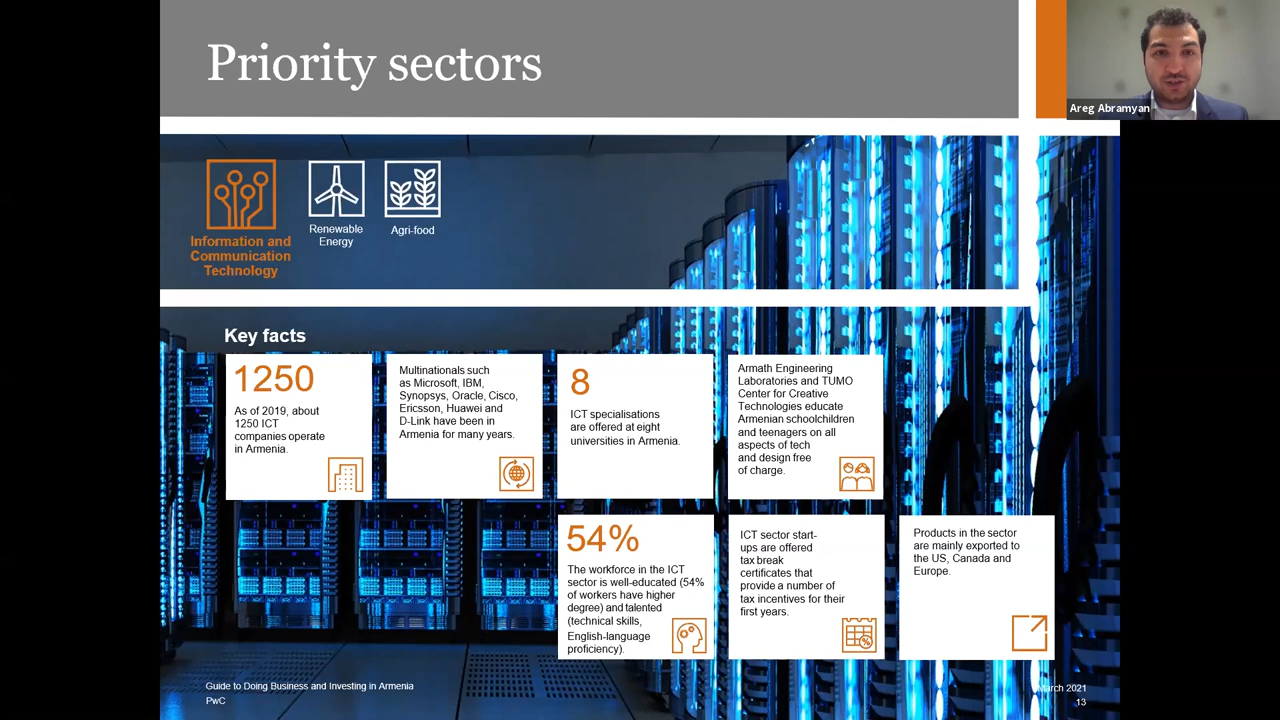 Priority sectors
Areg Abramyan
Information and
Communication
Technology
Renewable
Energy
Agri-food
Key facts
1250
As of 2019, about
1250 ICT
companies operate
in Armenia.
Multinationals such
as Microsoft, IBM,
Synopsys, Oracle, Cisco,
Ericsson, Huawei and
D-Link have been in
Armenia for many years.
8
ICT specialisations
are offered at eight
universities in Armenia.
Armath Engineering
Laboratories and TUMO
Center for Creative
Technologies educate
Armenian schoolchildren
and teenagers on all
aspects of tech
and design free
of charge.
54%
The workforce in the ICT
sector is well-educated (54%
of workers have higher
degree) and talented
(technical skills,
English-language
proficiency).
ICT sector start-
ups are offered
tax break
certificates that
provide a number of
tax incentives for their
first years.
Products in the sector
are mainly exported to
the US, Canada and
Europe.
Guide to Doing Business and Investing in Armenia
PwC
March 2021
13